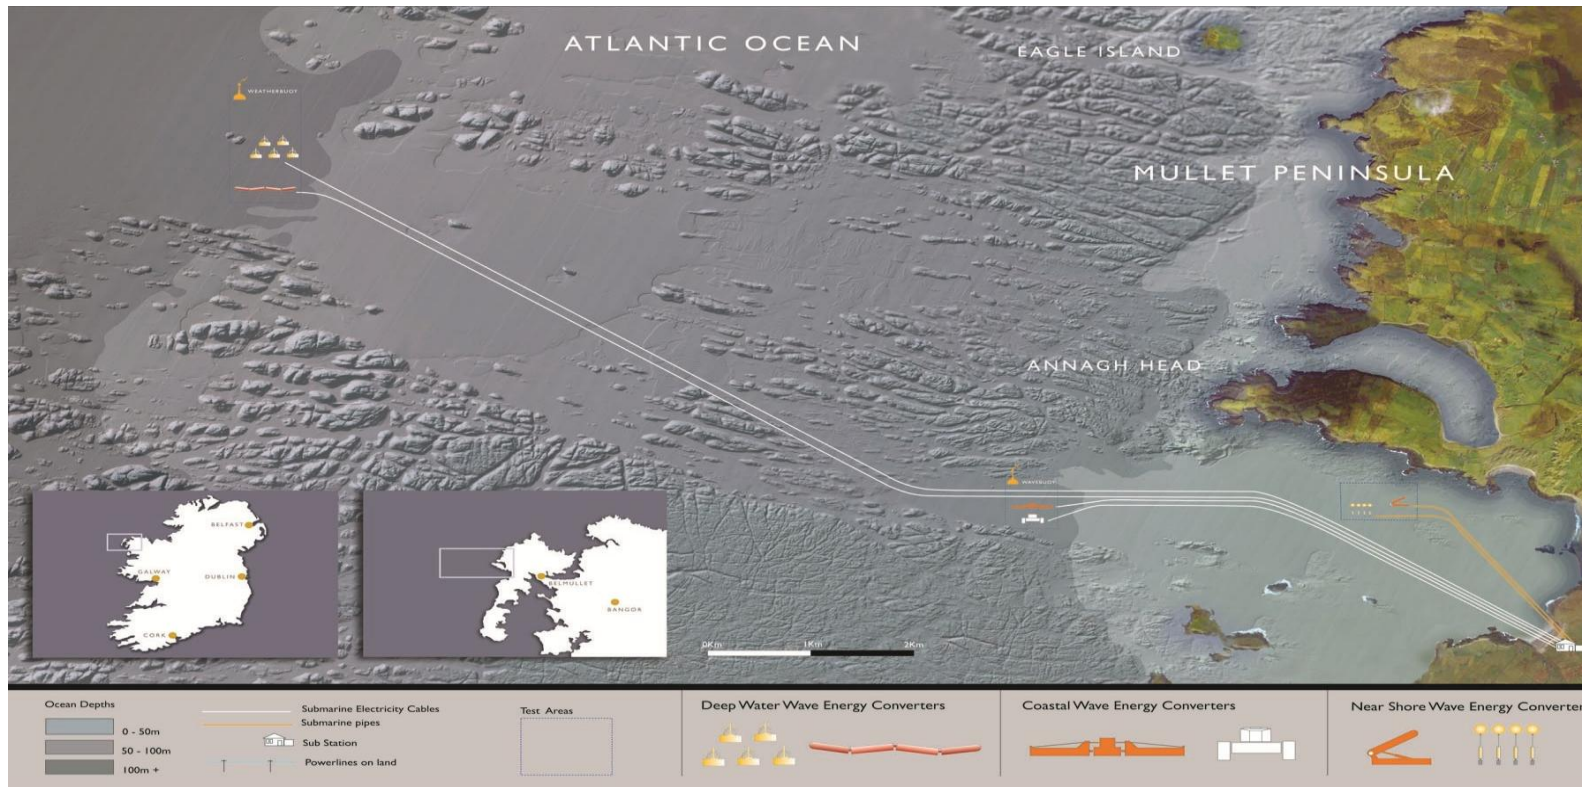 ATLANTIC OCEAN
EAGLE ISLAND
WEATHERBUOY
MULLET PENINSULA
ANNAGH HEAD
WAVEBUOY
BELFAST
GALWAY
DUBLIN
CORK
BELMULLET
BANGOR
0Km 1Km 2Km
Ocean Depths
0 - 50m
50 - 100m
100m +
Submarine Electricity Cables
Submarine pipes
Sub Station
Powerlines on land
Test Areas
Deep Water Wave Energy Converters
Coastal Wave Energy Converters
Near Shore Wave Energy Converter